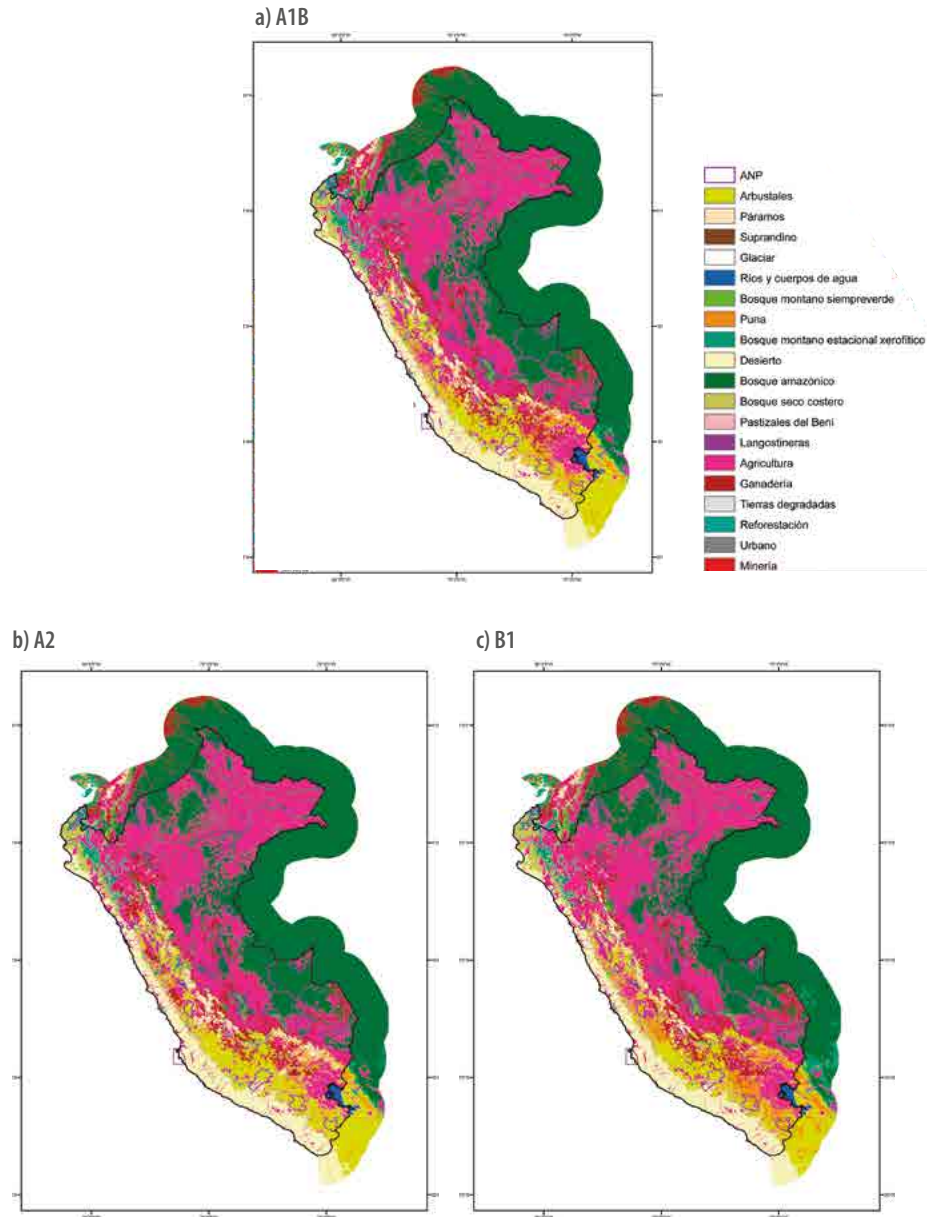 a) A1B
ANP
Arbustales
Páramos
Suprandino
Glaciar
Ríos y cuerpos de agua
Bosque montano siempreverde
Puna
Bosque montano estacional xerofítico
Desierto
Bosque amazónico
Bosque seco costero
Pastizales del Beni
Langostineras
Agricultura
Ganadería
Tierras degradadas
Reforestación
Urbano
Minería
b) A2
c) B1